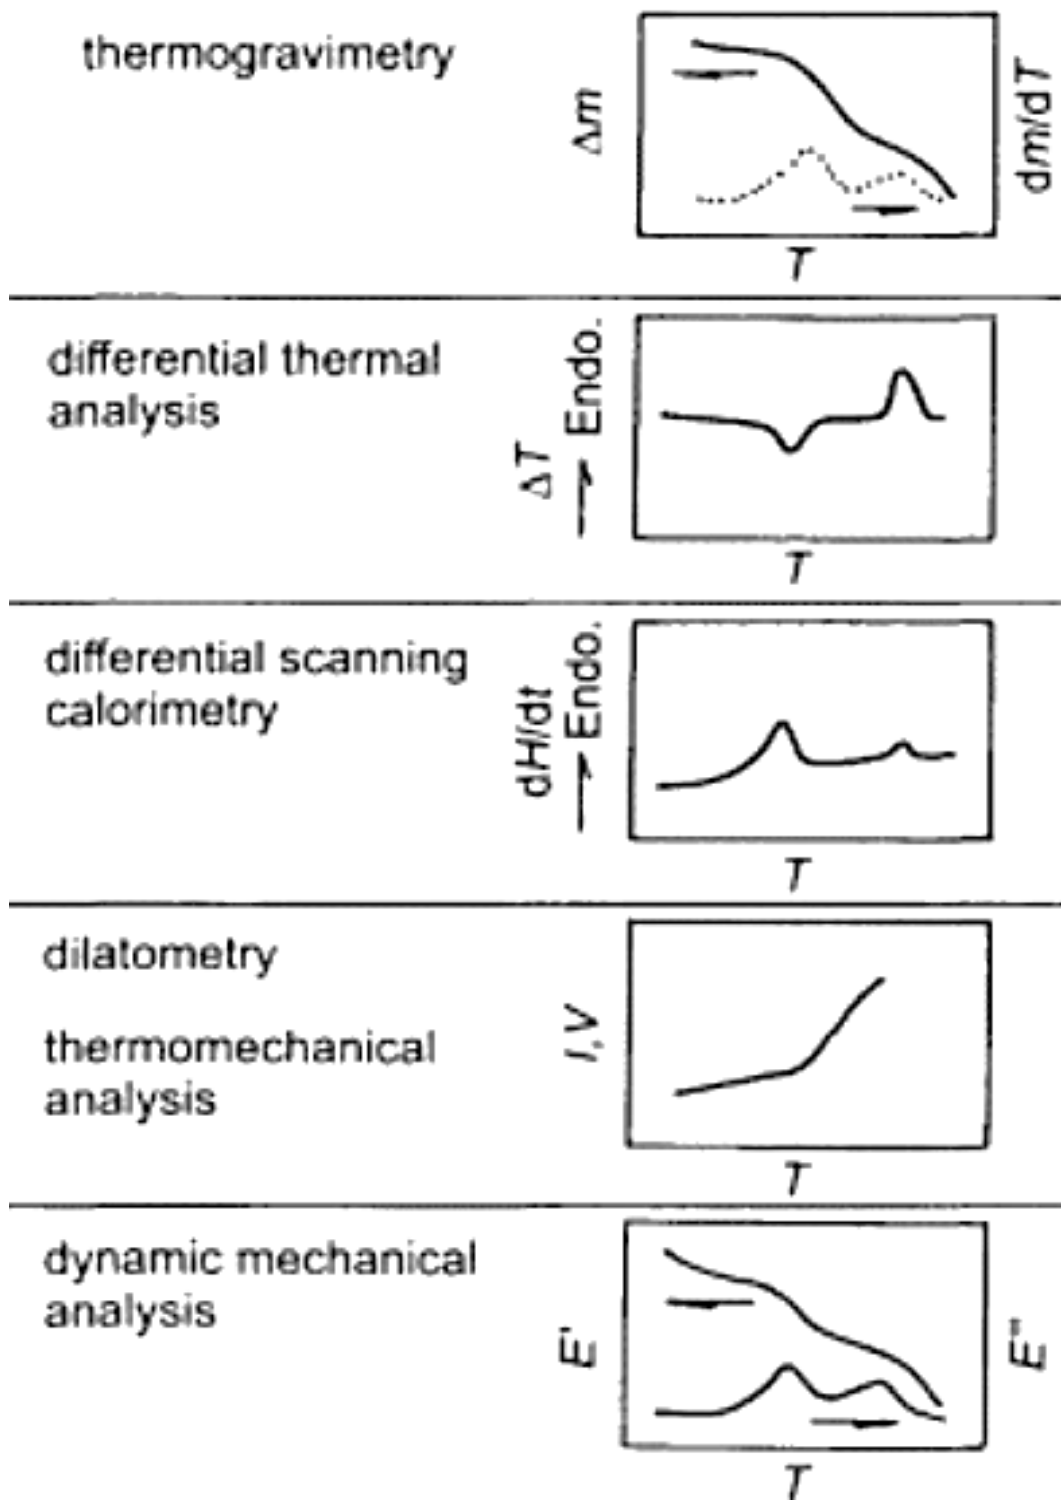 thermogravimetry
Δm
dm/dT
T
differential thermal
analysis
ΔT
Endo.
T
differential scanning
calorimetry
dH/dt
Endo.
T
dilatometry
thermomechanical
analysis
l,V
T
dynamic mechanical
analysis
E'
E"
T